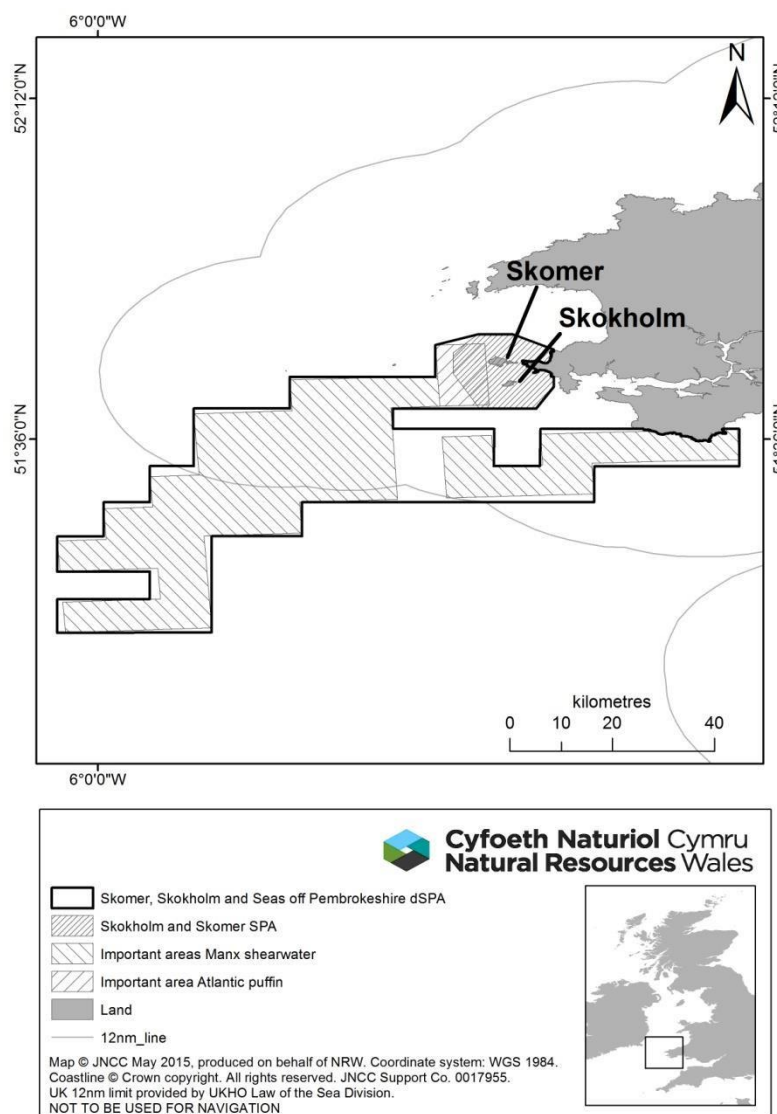 6°0'0"W
N
52°12'0"N
Skomer
Skokholm
51°36'0"N
kilometres
0 10 20 40
6°0'0"W
Cyfoeth Naturiol Cymru
Natural Resources Wales
Skomer, Skokholm and Seas off Pembrokeshire dSPA
Skokholm and Skomer SPA
Important areas Manx shearwater
Important area Atlantic puffin
Land
12nm_line
Map © JNCC May 2015, produced on behalf of NRW. Coordinate system: WGS 1984.
Coastline © Crown copyright. All rights reserved. JNCC Support Co. 0017955.
UK 12nm limit provided by UKHO Law of the Sea Division.
NOT TO BE USED FOR NAVIGATION